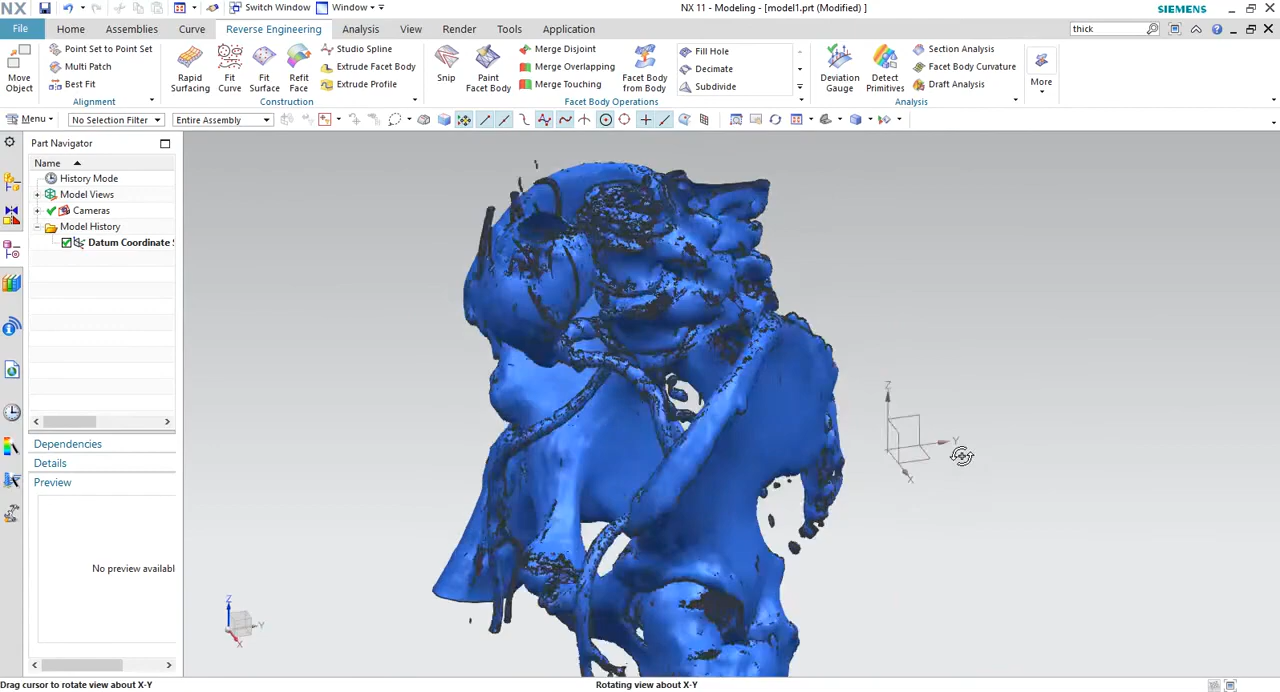 NX
Switch Window
Window
NX 11 - Modeling - [model1.prt (Modified) ]
SIEMENS
File
Home
Assemblies
Curve
Reverse Engineering
Analysis
View
Render
Tools
Application
thick
Move Object
Point Set to Point Set
Multi Patch
Best Fit
Alignment
Rapid Surfacing
Fit Curve
Fit Surface
Refit Face
Studio Spline
Extrude Facet Body
Extrude Profile
Construction
Snip
Paint Facet Body
Merge Disjoint
Merge Overlapping
Merge Touching
Facet Body from Body
Fill Hole
Decimate
Subdivide
Facet Body Operations
Deviation Gauge
Detect Primitives
Section Analysis
Facet Body Curvature
Draft Analysis
Analysis
More
Menu
No Selection Filter
Entire Assembly
Part Navigator
Name
History Mode
Model Views
Cameras
Model History
Datum Coordinate S
Dependencies
Details
Preview
No preview availabl
Z
Y
X
Z
Y
X
Drag cursor to rotate view about X-Y
Rotating view about X-Y